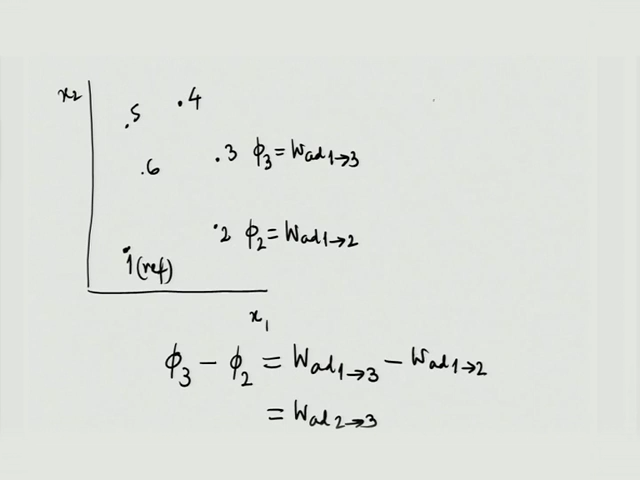 x₂
.5
.4
.6
.3 ϕ₃ = W_ad 1→3
.2 ϕ₂ = W_ad 1→2
1 (ref)
x₁
ϕ₃ − ϕ₂ = W_ad 1→3 − W_ad 1→2
= W_ad 2→3